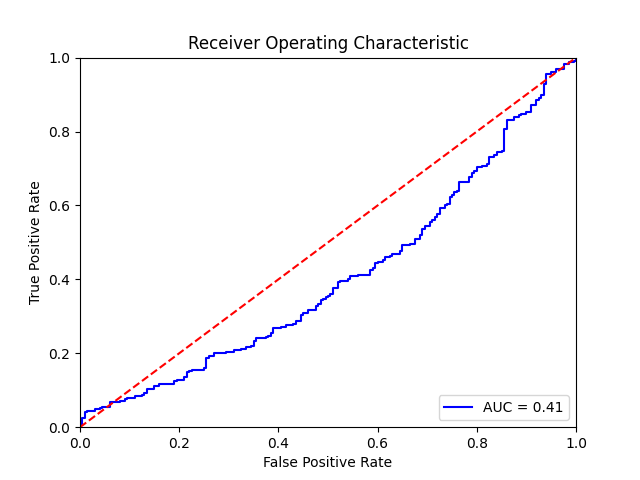 Receiver Operating Characteristic
1.0
0.8
0.6
0.4
0.2
0.0
True Positive Rate
AUC = 0.41
0.0 0.2 0.4 0.6 0.8 1.0
False Positive Rate